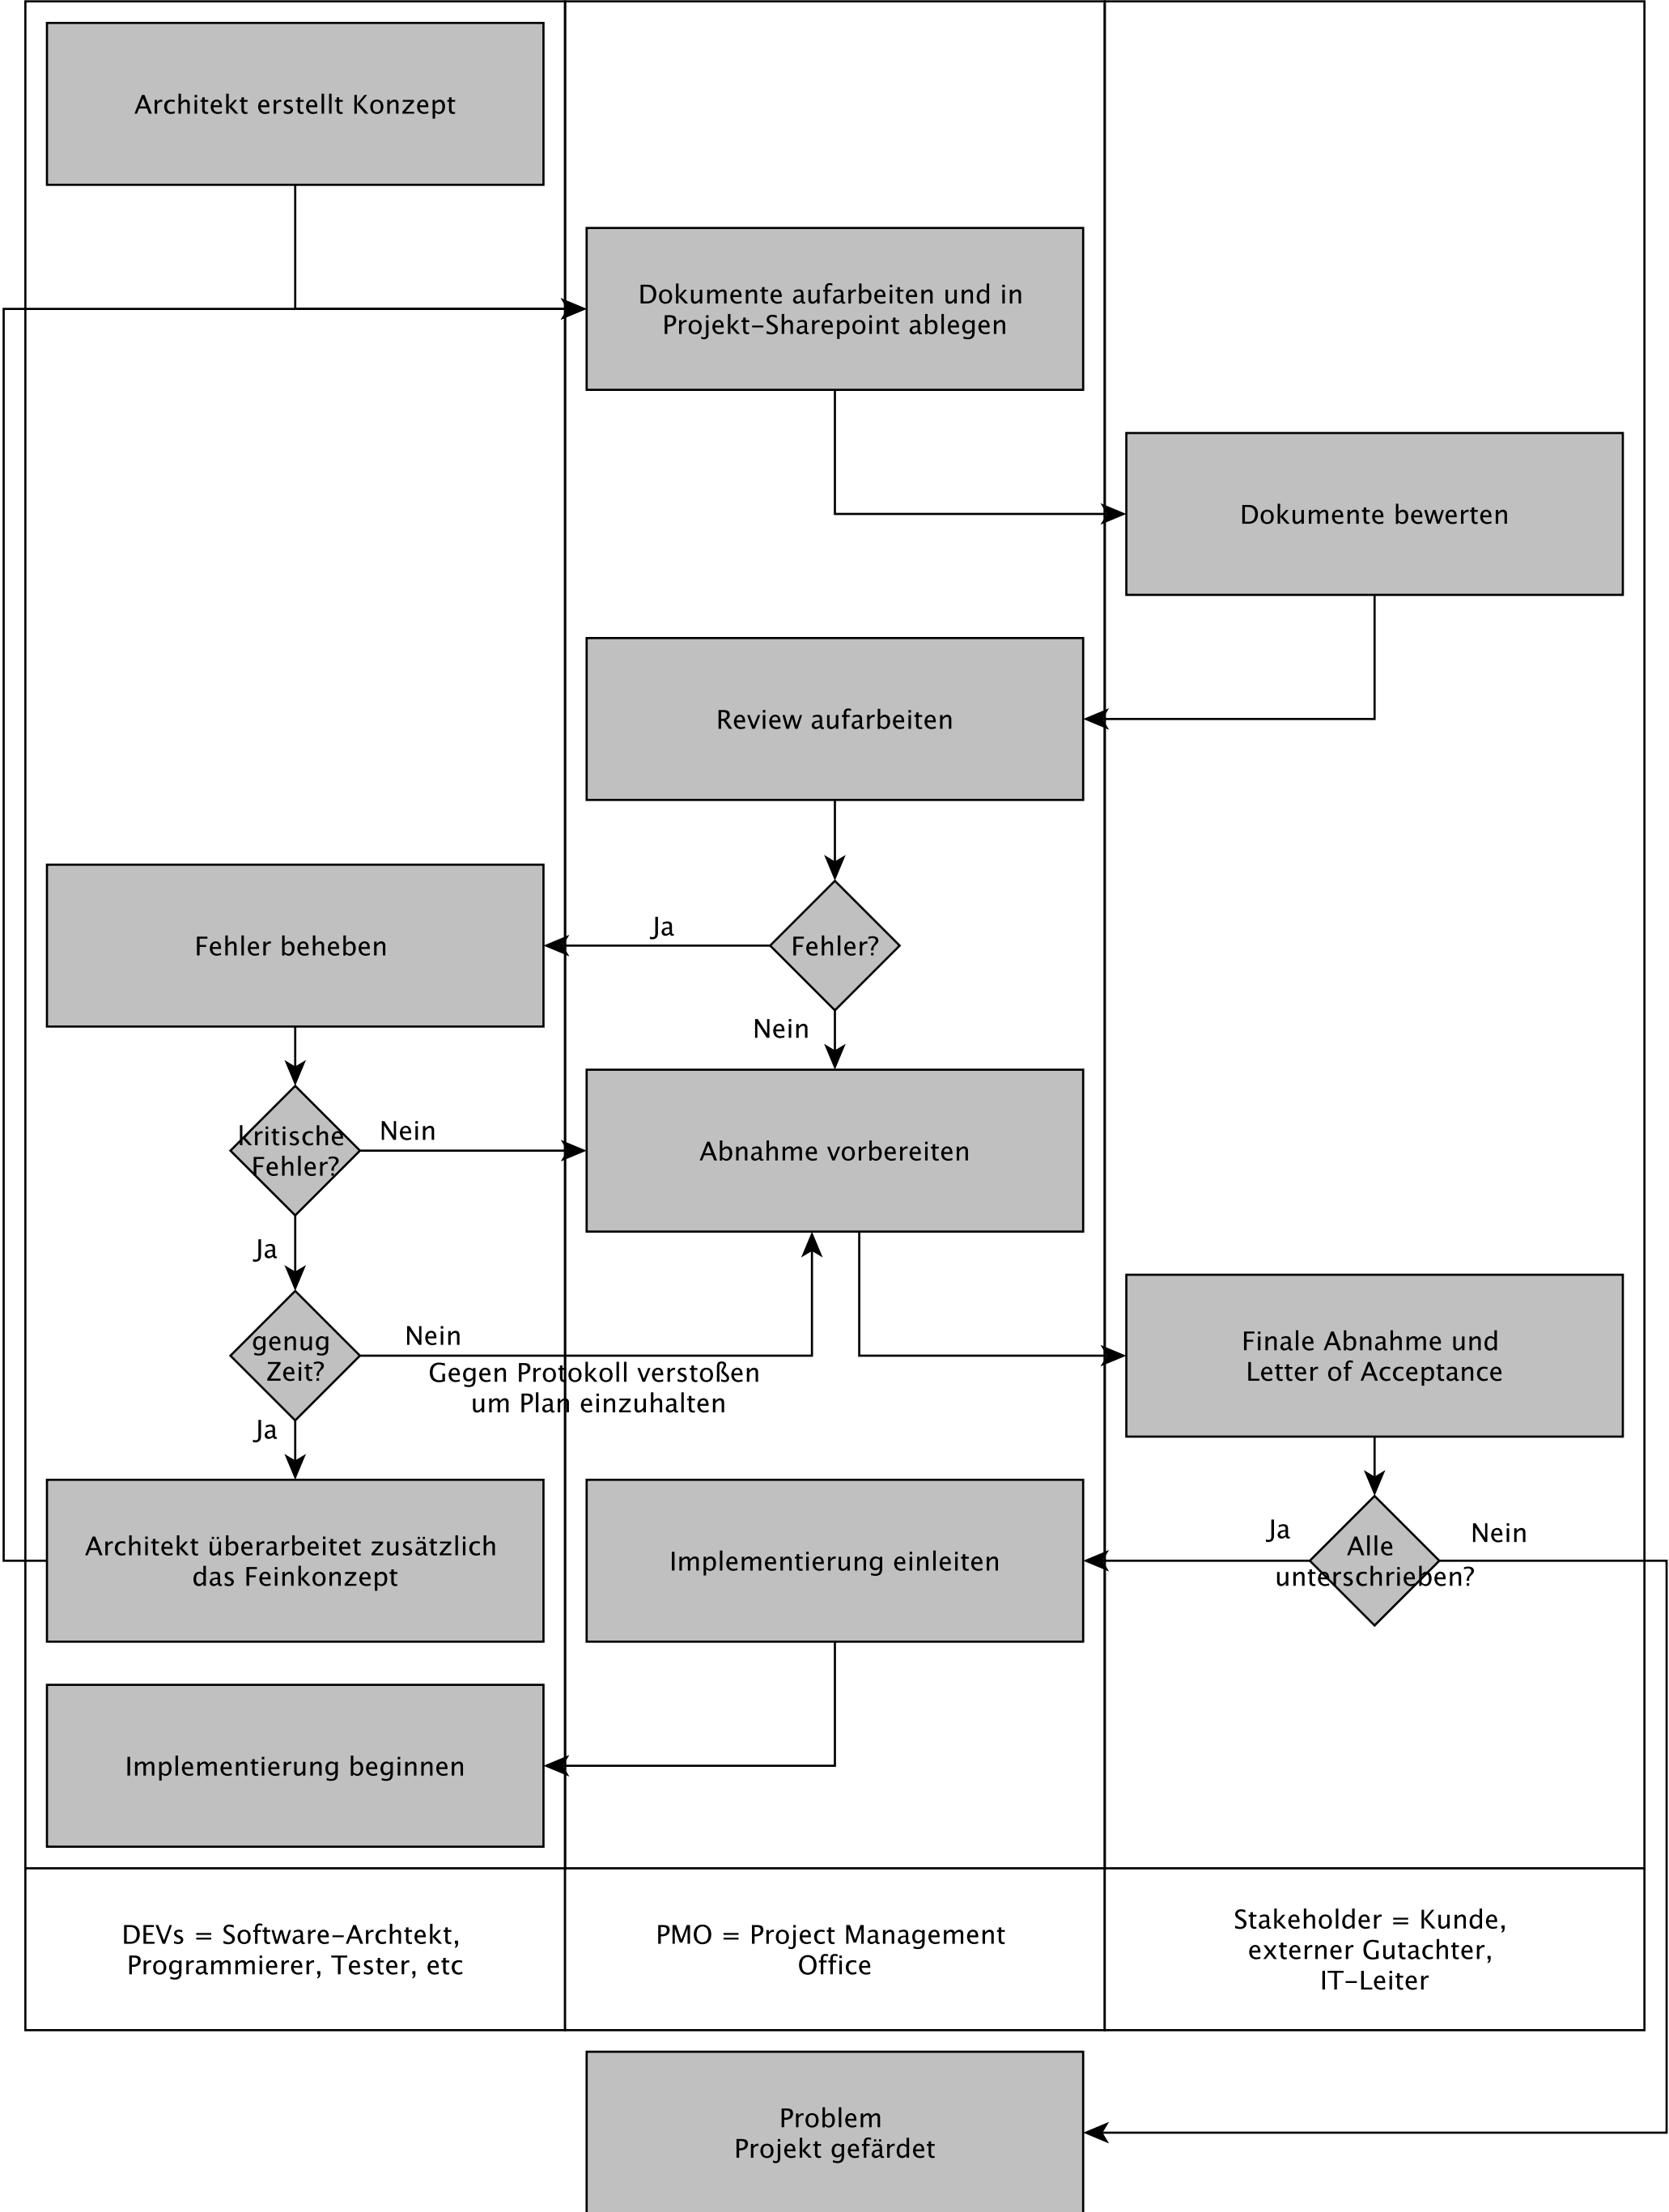 Architekt erstellt Konzept
Dokumente aufarbeiten und in
Projekt-Sharepoint ablegen
Dokumente bewerten
Review aufarbeiten
Fehler beheben
Ja
Fehler?
Nein
kritische
Fehler?
Nein
Abnahme vorbereiten
Ja
genug
Zeit?
Nein
Gegen Protokoll verstoßen
um Plan einzuhalten
Finale Abnahme und
Letter of Acceptance
Ja
Architekt überarbeitet zusätzlich
das Feinkonzept
Implementierung einleiten
Ja
Alle
unterschrieben?
Nein
Implementierung beginnen
DEVs = Software-Archtekt,
Programmierer, Tester, etc
PMO = Project Management
Office
Stakeholder = Kunde,
externer Gutachter,
IT-Leiter
Problem
Projekt gefärdet